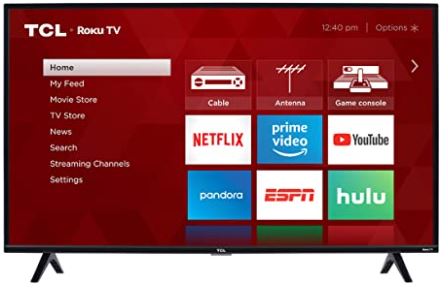 TCL • Roku TV
12:40 pm | Options ✳
Home
My Feed
Movie Store
TV Store
News
Search
Streaming Channels
Settings
Cable
Antenna
Game console
NETFLIX
prime video
YouTube
pandora
ESPN
hulu
TCL